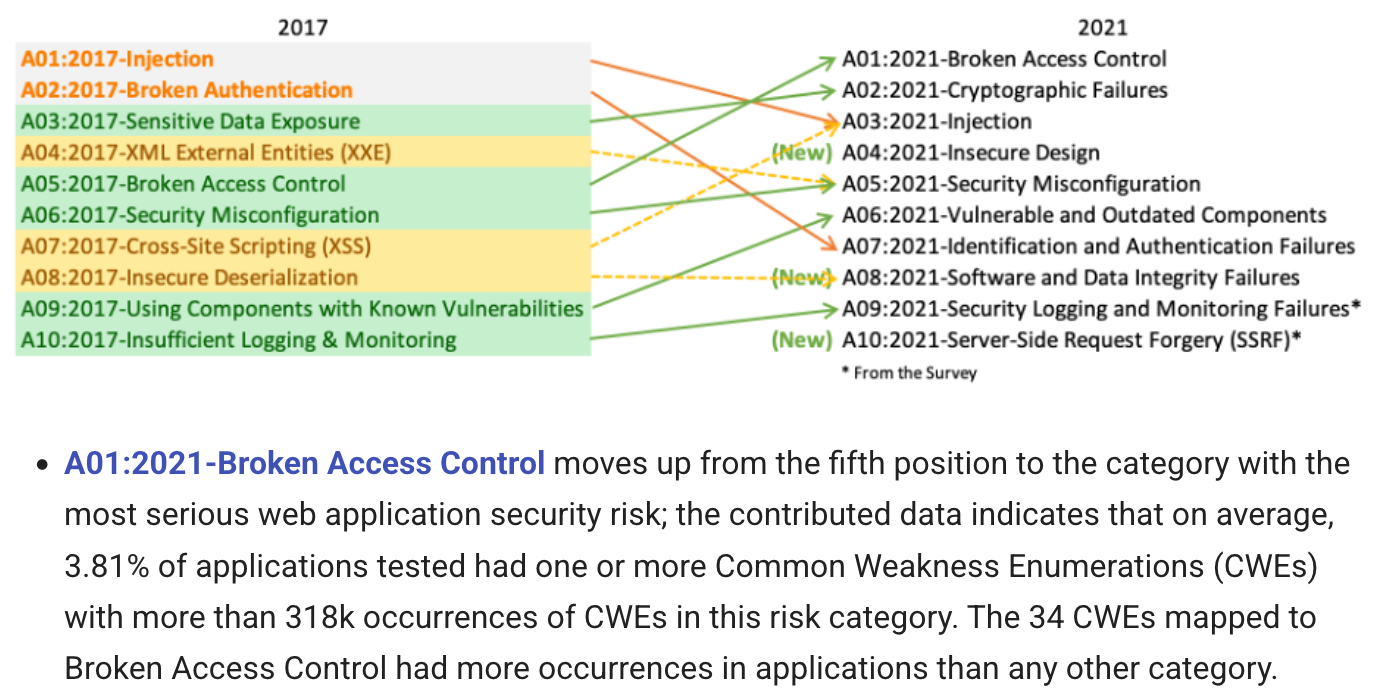 2017
2021
A01:2017-Injection
A02:2017-Broken Authentication
A03:2017-Sensitive Data Exposure
A04:2017-XML External Entities (XXE)
A05:2017-Broken Access Control
A06:2017-Security Misconfiguration
A07:2017-Cross-Site Scripting (XSS)
A08:2017-Insecure Deserialization
A09:2017-Using Components with Known Vulnerabilities
A10:2017-Insufficient Logging & Monitoring
A01:2021-Broken Access Control
A02:2021-Cryptographic Failures
A03:2021-Injection
(New) A04:2021-Insecure Design
A05:2021-Security Misconfiguration
A06:2021-Vulnerable and Outdated Components
A07:2021-Identification and Authentication Failures
(New) A08:2021-Software and Data Integrity Failures
A09:2021-Security Logging and Monitoring Failures*
(New) A10:2021-Server-Side Request Forgery (SSRF)*
* From the Survey
• A01:2021-Broken Access Control moves up from the fifth position to the category with the
most serious web application security risk; the contributed data indicates that on average,
3.81% of applications tested had one or more Common Weakness Enumerations (CWEs)
with more than 318k occurrences of CWEs in this risk category. The 34 CWEs mapped to
Broken Access Control had more occurrences in applications than any other category.